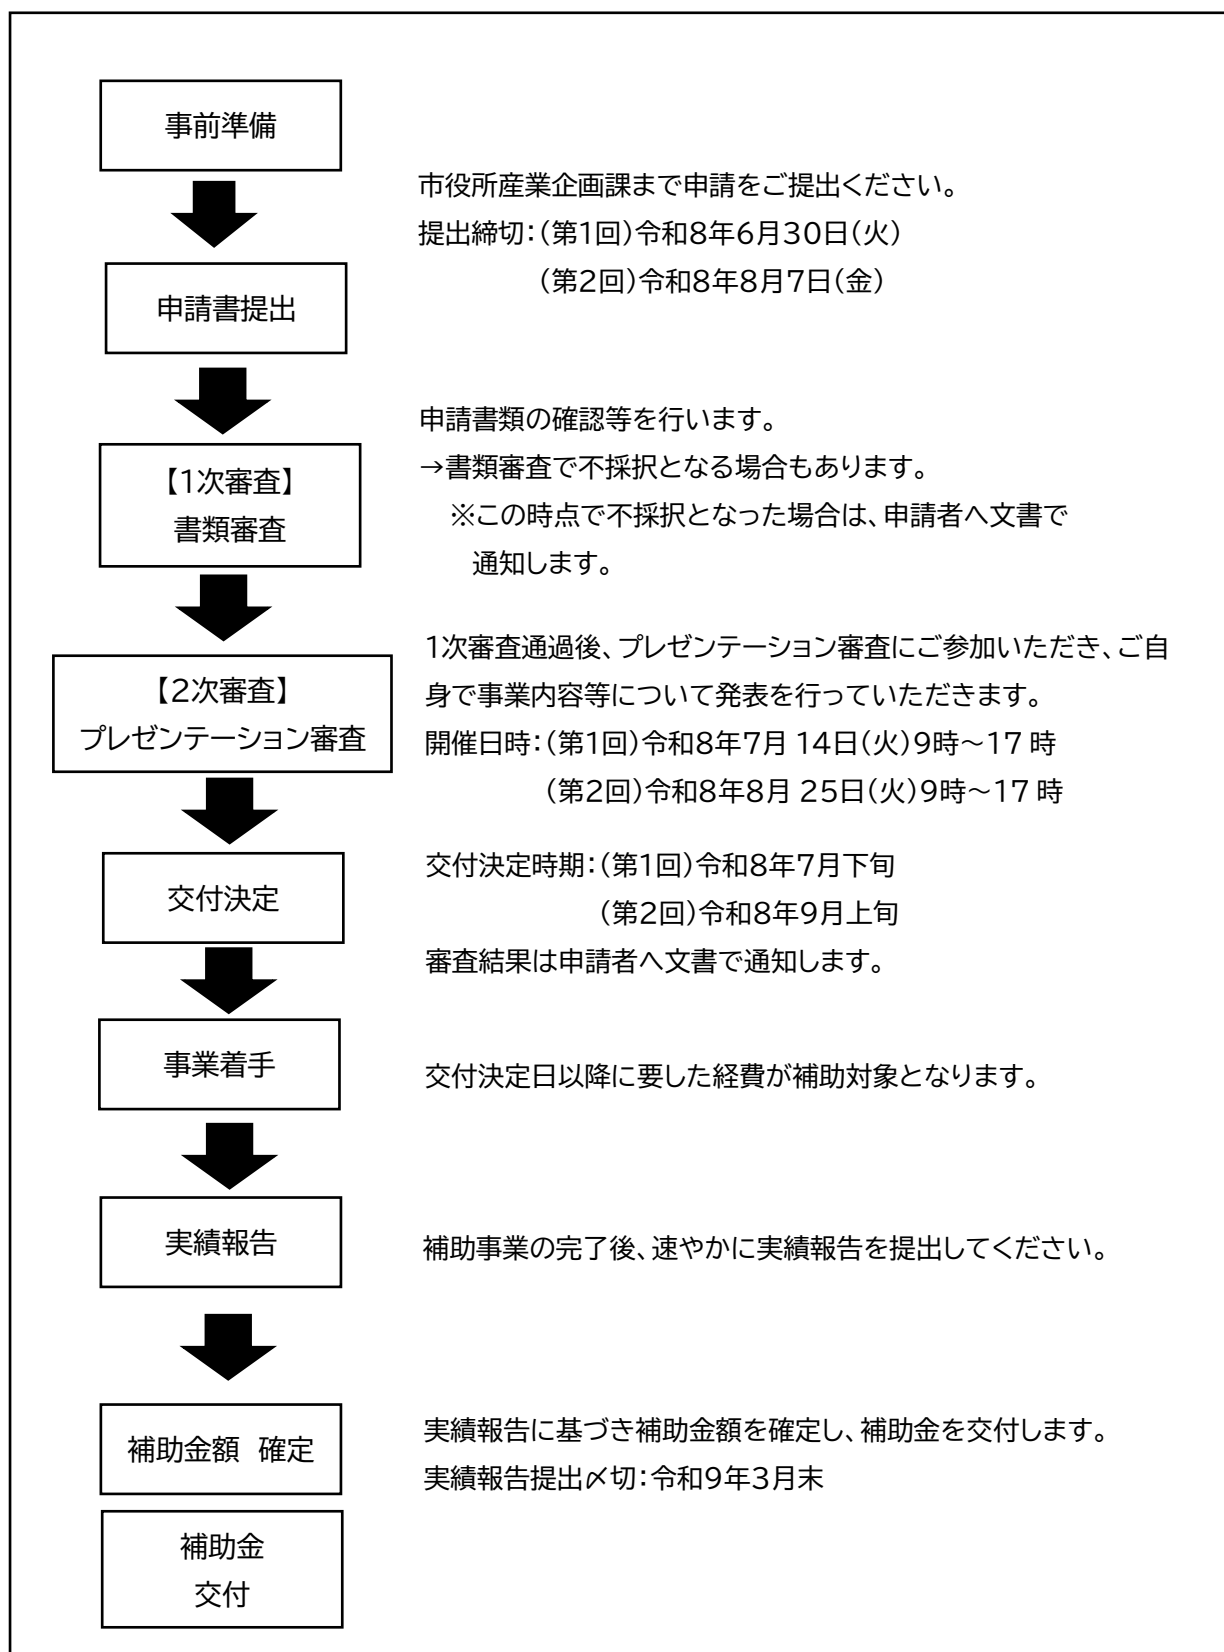 事前準備
市役所産業企画課まで申請をご提出ください。
提出締切：（第1回）令和8年6月30日（火）
（第2回）令和8年8月7日（金）
申請書提出
申請書類の確認等を行います。
→書類審査で不採択となる場合もあります。
※この時点で不採択となった場合は、申請者へ文書で
通知します。
【1次審査】
書類審査
1次審査通過後、プレゼンテーション審査にご参加いただき、ご自
身で事業内容等について発表を行っていただきます。
開催日時：（第1回）令和8年7月 14日（火）9時～17 時
（第2回）令和8年8月 25日（火）9時～17 時
【2次審査】
プレゼンテーション審査
交付決定時期：（第1回）令和8年7月下旬
（第2回）令和8年9月上旬
審査結果は申請者へ文書で通知します。
交付決定
事業着手
交付決定日以降に要した経費が補助対象となります。
実績報告
補助事業の完了後、速やかに実績報告を提出してください。
補助金額　確定
実績報告に基づき補助金額を確定し、補助金を交付します。
実績報告提出〆切：令和9年3月末
補助金
交付